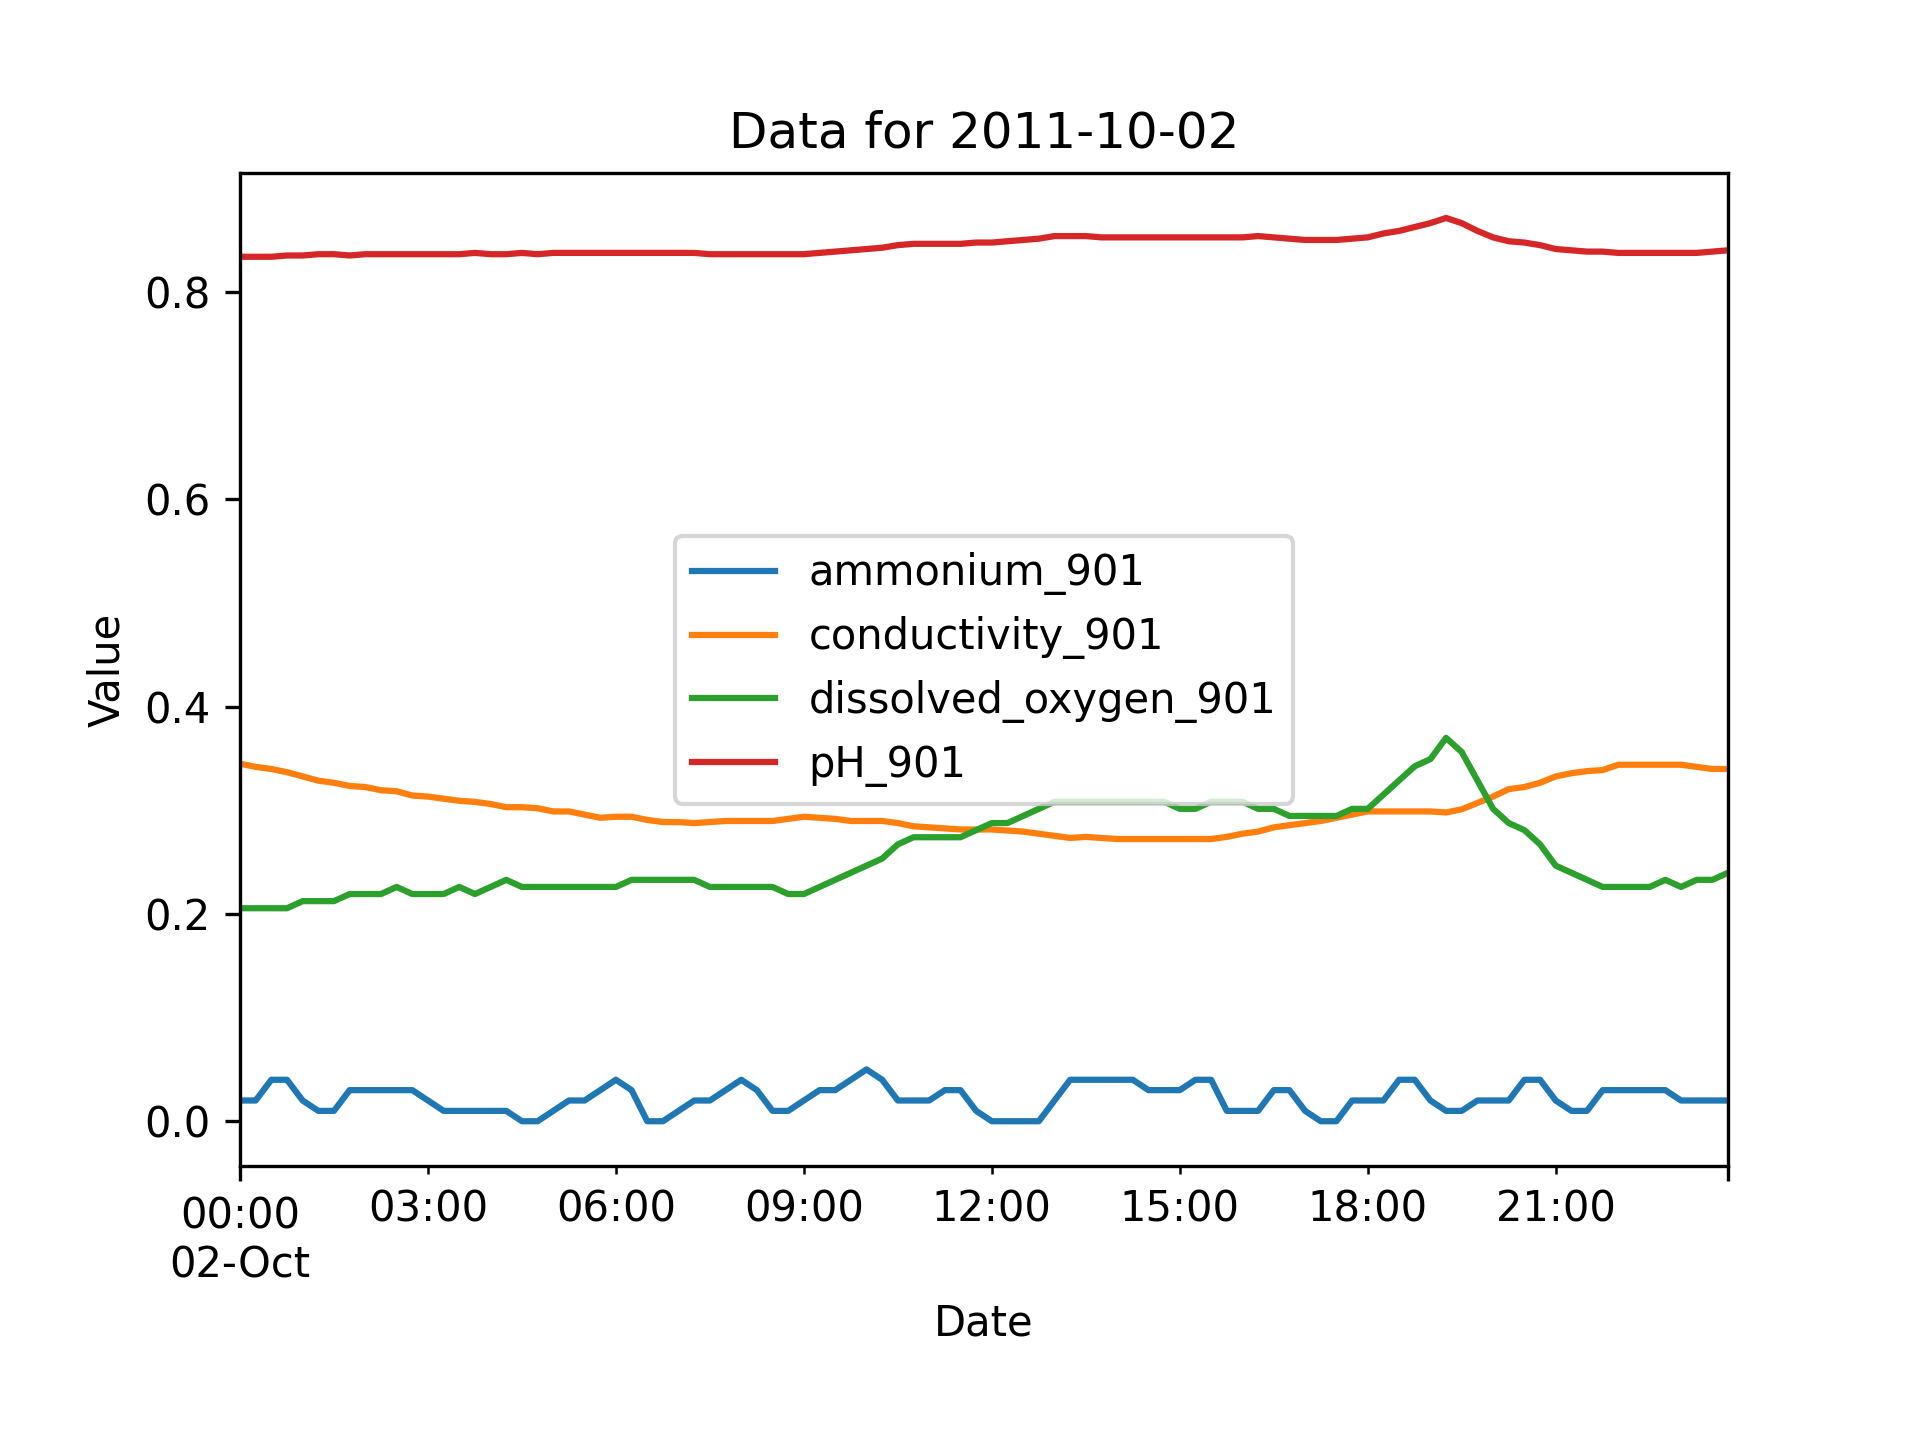 Data for 2011-10-02
Value
0.8
0.6
0.4
0.2
0.0
ammonium_901
conductivity_901
dissolved_oxygen_901
pH_901
00:00 03:00 06:00 09:00 12:00 15:00 18:00 21:00
02-Oct
Date